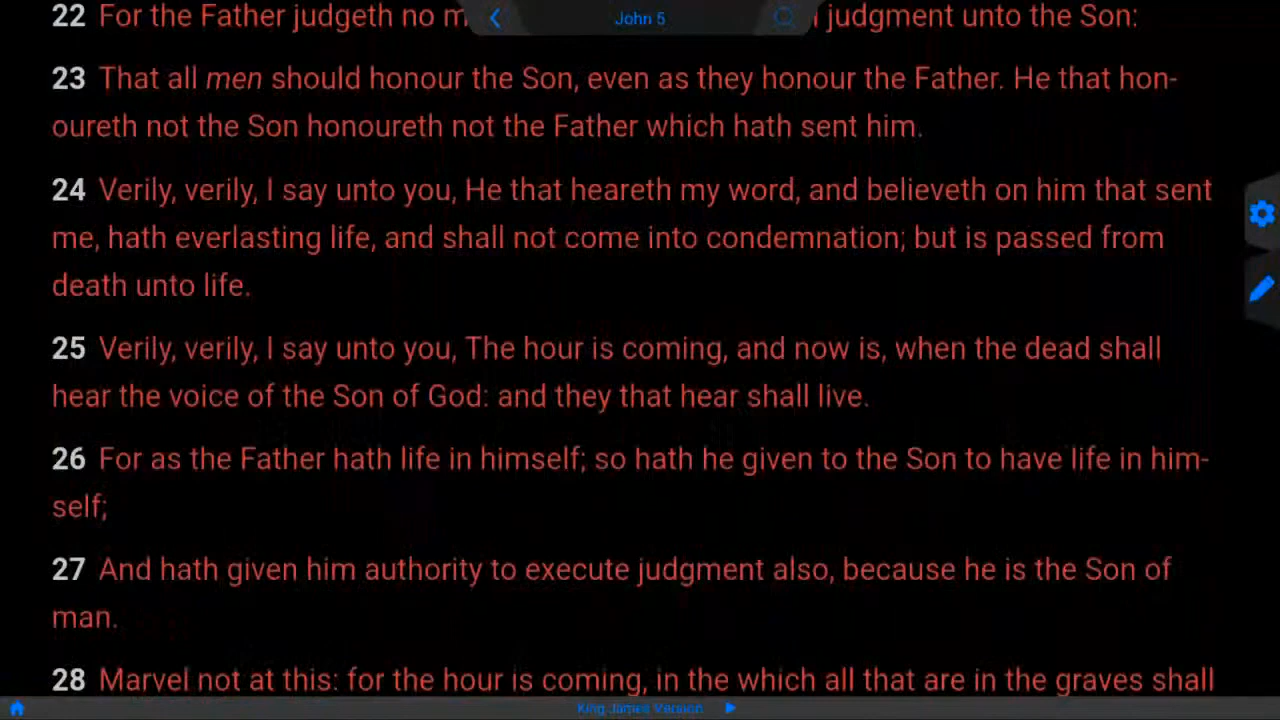 John 5
22 For the Father judgeth no m judgment unto the Son:
23 That all men should honour the Son, even as they honour the Father. He that hon-
oureth not the Son honoureth not the Father which hath sent him.
24 Verily, verily, I say unto you, He that heareth my word, and believeth on him that sent
me, hath everlasting life, and shall not come into condemnation; but is passed from
death unto life.
25 Verily, verily, I say unto you, The hour is coming, and now is, when the dead shall
hear the voice of the Son of God: and they that hear shall live.
26 For as the Father hath life in himself; so hath he given to the Son to have life in him-
self;
27 And hath given him authority to execute judgment also, because he is the Son of
man.
28 Marvel not at this: for the hour is coming, in the which all that are in the graves shall
King James Version